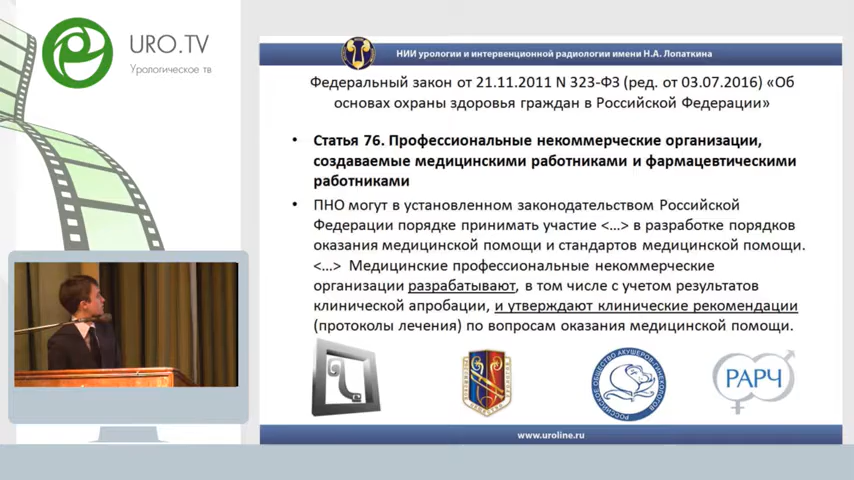 URO.TV
Урологическое тв
НИИ урологии и интервенционной радиологии имени Н.А. Лопаткина
Федеральный закон от 21.11.2011 N 323-ФЗ (ред. от 03.07.2016) «Об
основах охраны здоровья граждан в Российской Федерации»
• Статья 76. Профессиональные некоммерческие организации,
создаваемые медицинскими работниками и фармацевтическими
работниками
• ПНО могут в установленном законодательством Российской
Федерации порядке принимать участие <…> в разработке порядков
оказания медицинской помощи и стандартов медицинской помощи.
<…> Медицинские профессиональные некоммерческие
организации разрабатывают, в том числе с учетом результатов
клинической апробации, и утверждают клинические рекомендации
(протоколы лечения) по вопросам оказания медицинской помощи.
РОССИЙСКОЕ ОБЩЕСТВО АКУШЕРОВ-ГИНЕКОЛОГОВ
РАРЧ
www.uroline.ru